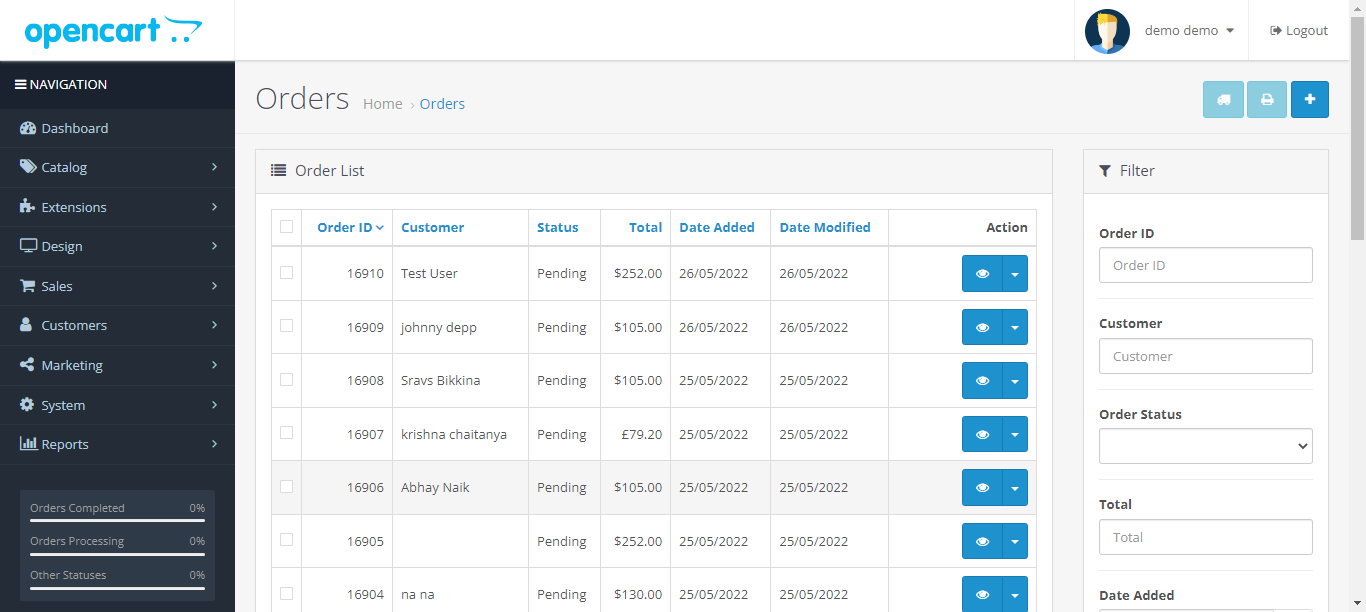 opencart
demo demo
Logout
NAVIGATION
Dashboard
Catalog
Extensions
Design
Sales
Customers
Marketing
System
Reports
Orders Completed 0%
Orders Processing 0%
Other Statuses 0%
Orders Home › Orders
Order List
Order ID Customer Status Total Date Added Date Modified Action
16910 Test User Pending $252.00 26/05/2022 26/05/2022
16909 johnny depp Pending $105.00 26/05/2022 26/05/2022
16908 Sravs Bikkina Pending $105.00 25/05/2022 25/05/2022
16907 krishna chaitanya Pending £79.20 25/05/2022 25/05/2022
16906 Abhay Naik Pending $105.00 25/05/2022 25/05/2022
16905 Pending $252.00 25/05/2022 25/05/2022
16904 na na Pending $130.00 25/05/2022 25/05/2022
Filter
Order ID
Order ID
Customer
Customer
Order Status
Total
Total
Date Added